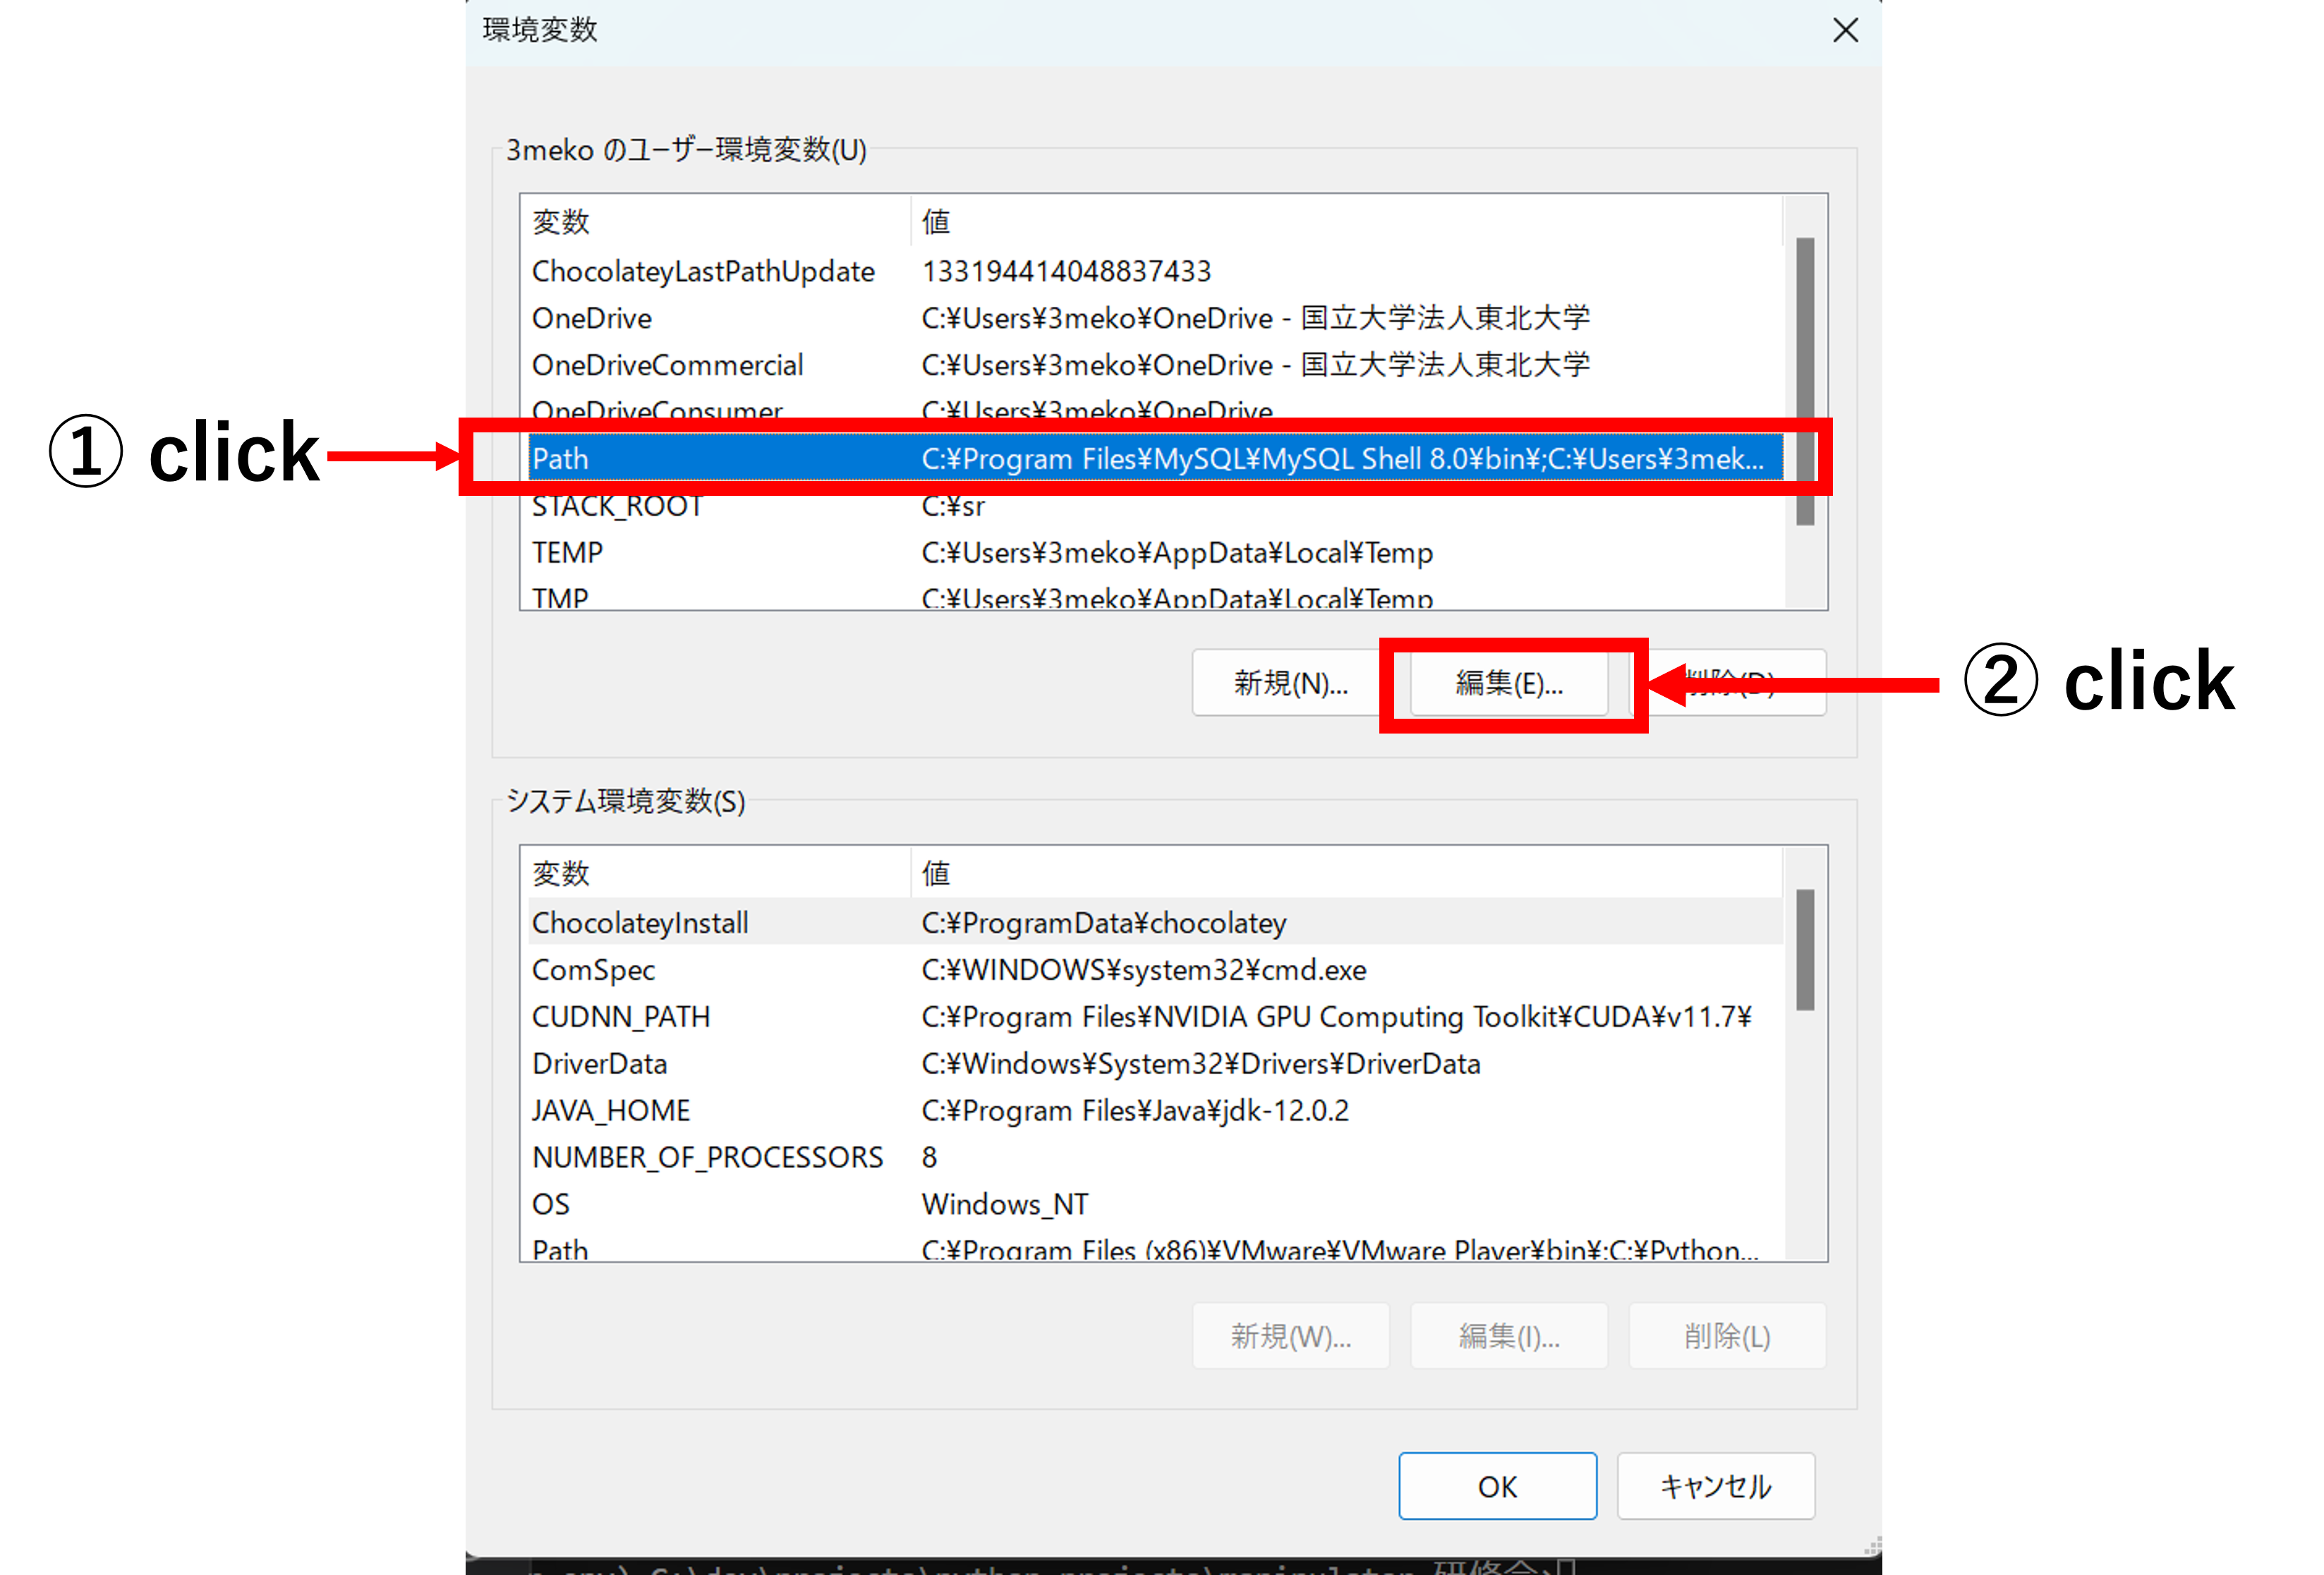 環境変数
3meko のユーザー環境変数(U)
変数 値
ChocolateyLastPathUpdate 133194414048837433
OneDrive C:¥Users¥3meko¥OneDrive - 国立大学法人東北大学
OneDriveCommercial C:¥Users¥3meko¥OneDrive - 国立大学法人東北大学
OneDriveConsumer C:¥Users¥3meko¥OneDrive
① click
Path C:¥Program Files¥MySQL¥MySQL Shell 8.0¥bin¥;C:¥Users¥3mek...
STACK_ROOT C:¥sr
TEMP C:¥Users¥3meko¥AppData¥Local¥Temp
TMP C:¥Users¥3meko¥AppData¥Local¥Temp
新規(N)... 編集(E)... 削除(D)
② click
システム環境変数(S)
変数 値
ChocolateyInstall C:¥ProgramData¥chocolatey
ComSpec C:¥WINDOWS¥system32¥cmd.exe
CUDNN_PATH C:¥Program Files¥NVIDIA GPU Computing Toolkit¥CUDA¥v11.7¥
DriverData C:¥Windows¥System32¥Drivers¥DriverData
JAVA_HOME C:¥Program Files¥Java¥jdk-12.0.2
NUMBER_OF_PROCESSORS 8
OS Windows_NT
Path C:¥Program Files (x86)¥VMware¥VMware Player¥bin¥;C:¥Python...
新規(W)... 編集(I)... 削除(L)
OK キャンセル